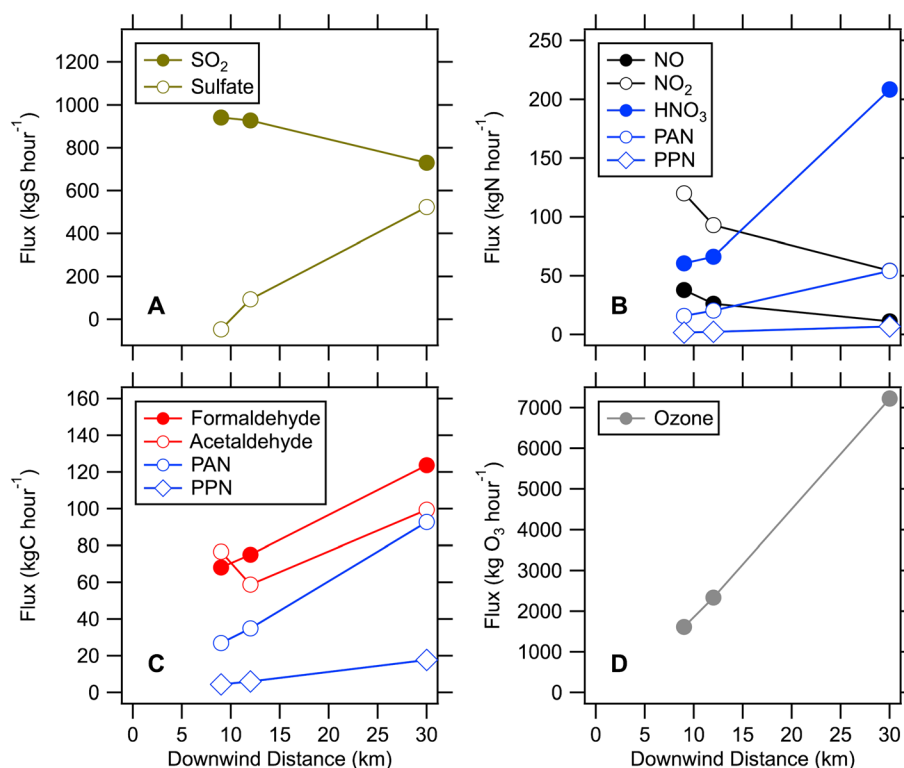 1200
1000
800
600
400
200
0
Flux (kgS hour⁻¹)
SO₂
Sulfate
A
250
200
150
100
50
0
Flux (kgN hour⁻¹)
NO
NO₂
HNO₃
PAN
PPN
B
160
140
120
100
80
60
40
20
0
Flux (kgC hour⁻¹)
Formaldehyde
Acetaldehyde
PAN
PPN
C
0 5 10 15 20 25 30
Downwind Distance (km)
7000
6000
5000
4000
3000
2000
1000
0
Flux (kg O₃ hour⁻¹)
Ozone
D
0 5 10 15 20 25 30
Downwind Distance (km)